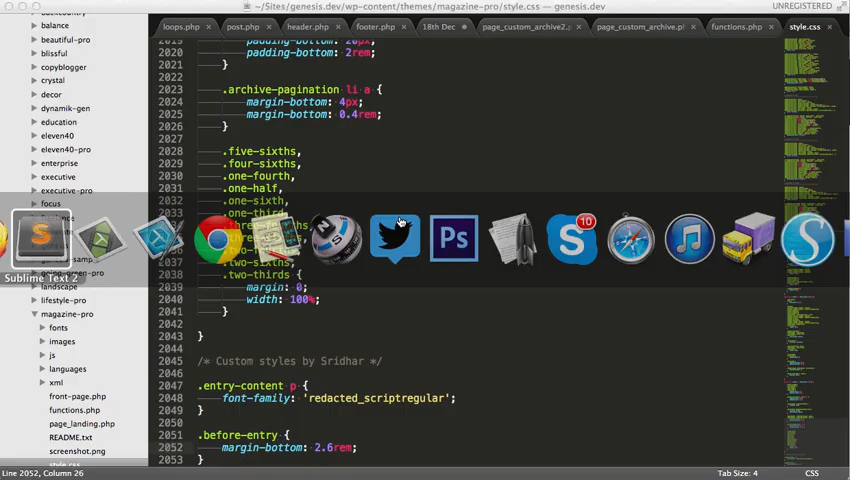 ~/Sites/genesis.dev/wp-content/themes/magazine-pro/style.css — genesis.dev
UNREGISTERED
loops.php ×
post.php ×
header.php ×
footer.php ×
18th Dec
page_custom_archive2.p
page_custom_archive.pl
functions.php ×
style.css ×
backcountry
balance
beautiful-pro
blissful
copyblogger
crystal
decor
dynamik-gen
education
eleven40
eleven40-pro
enterprise
executive
executive-pro
focus
going-green-pro
landscape
lifestyle-pro
magazine-pro
fonts
images
js
languages
xml
front-page.php
functions.php
page_landing.php
README.txt
screenshot.png
style.css
2019 padding-bottom: 20px;
2020 padding-bottom: 2rem;
2021 }
2022
2023 .archive-pagination li a {
2024 margin-bottom: 4px;
2025 margin-bottom: 0.4rem;
2026 }
2027
2028 .five-sixths,
2029 .four-sixths,
2030 .one-fourth,
2031 .one-half,
2032 .one-sixth,
2033 .one-third,
.two-sixths,
2038 .two-thirds {
2039 margin: 0;
2040 width: 100%;
2041 }
2042
2043 }
2044
2045 /* Custom styles by Sridhar */
2046
2047 .entry-content p {
2048 font-family: 'redacted_scriptregular';
2049 }
2050
2051 .before-entry {
2052 margin-bottom: 2.6rem;
2053 }
S
N
S
Ps
S
10
S
Sublime Text 2
Line 2052, Column 26
Tab Size: 4
CSS